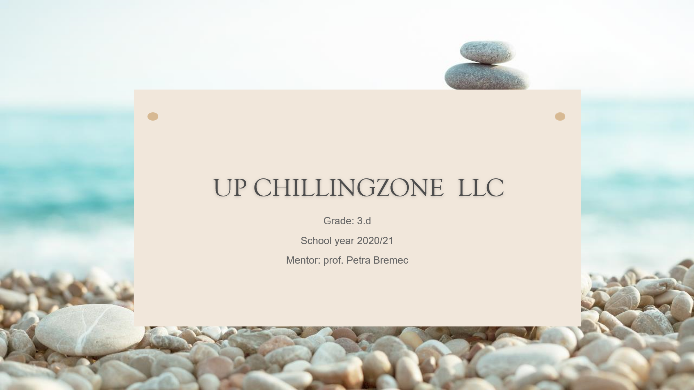 UP CHILLINGZONE LLC
Grade: 3.d
School year 2020/21
Mentor: prof. Petra Bremec